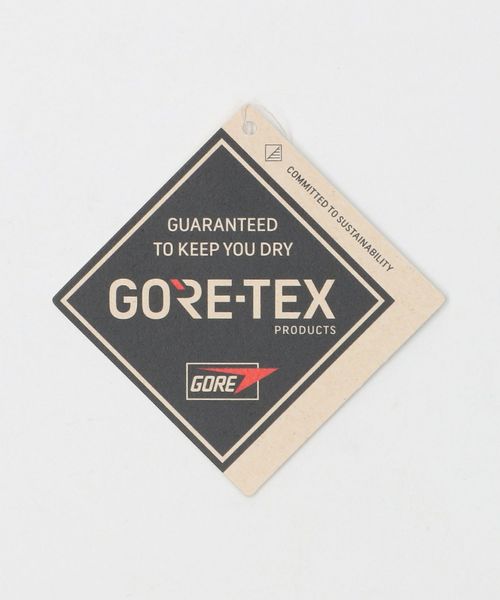 COMMITTED TO SUSTAINABILITY
GUARANTEED
TO KEEP YOU DRY
GORE-TEX
PRODUCTS
GORE